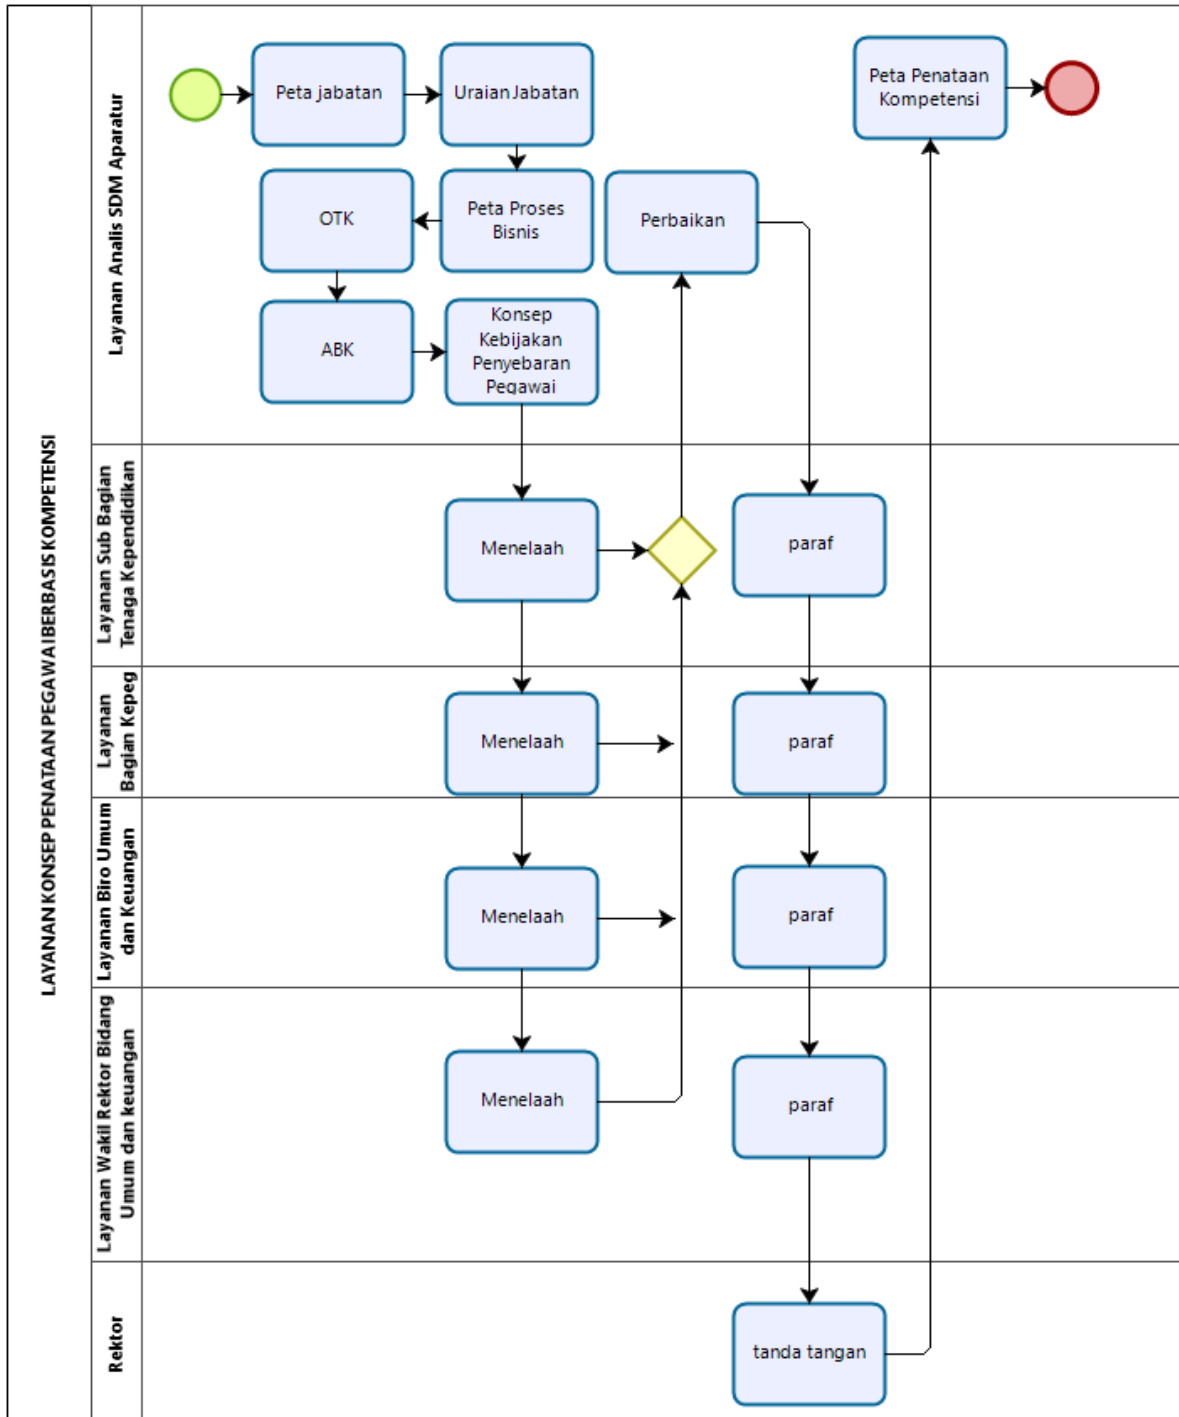 LAYANAN KONSEP PENATAAN PEGAWAI BERBASIS KOMPETENSI
Layanan Analis SDM Aparatur
Peta jabatan
Uraian Jabatan
Peta Penataan
Kompetensi
OTK
Peta Proses
Bisnis
Perbaikan
ABK
Konsep
Kebijakan
Penyebaran
Pegawai
Layanan Sub Bagian
Tenaga Kependidikan
Menelaah
paraf
Layanan
Bagian Kepeg
Menelaah
paraf
Layanan Biro Umum
dan Keuangan
Menelaah
paraf
Layanan Wakil Rektor Bidang
Umum dan keuangan
Menelaah
paraf
Rektor
tanda tangan